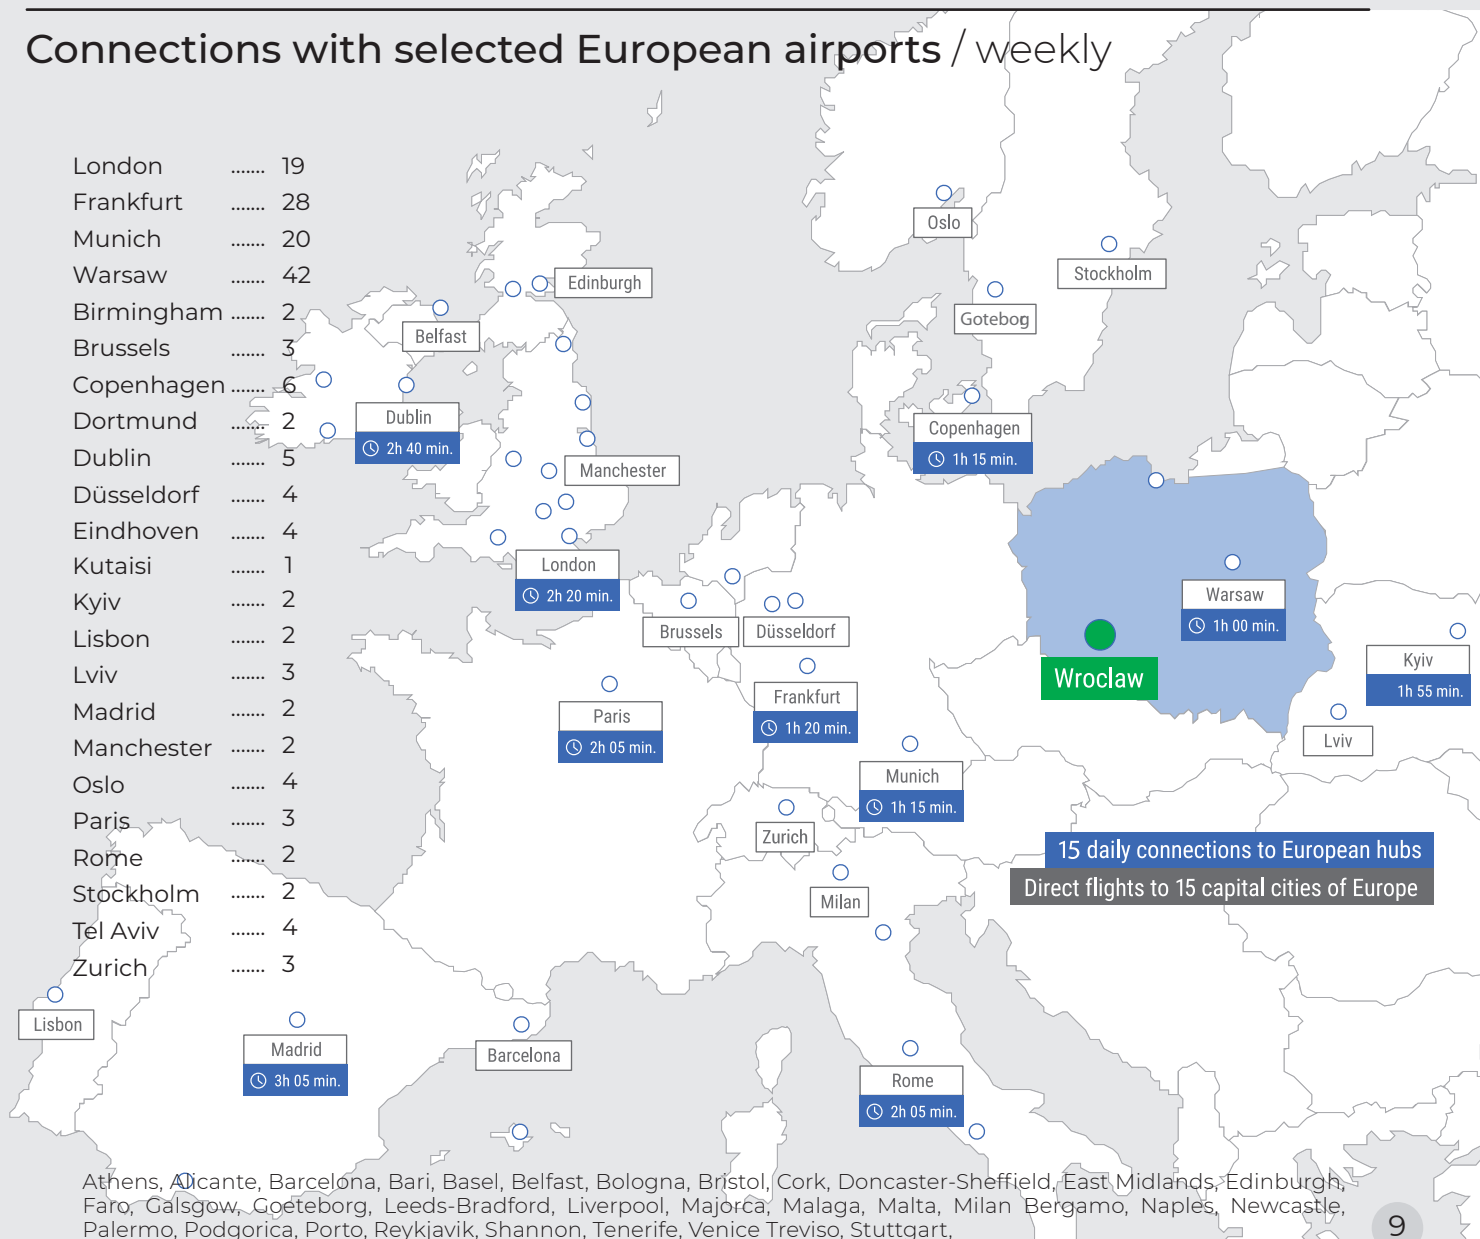 Connections with selected European airports / weekly
London ....... 19
Frankfurt ....... 28
Munich ....... 20
Warsaw ....... 42
Birmingham ....... 2
Brussels ....... 3
Copenhagen ....... 6
Dortmund ....... 2
Dublin ....... 5
Düsseldorf ....... 4
Eindhoven ....... 4
Kutaisi ....... 1
Kyiv ....... 2
Lisbon ....... 2
Lviv ....... 3
Madrid ....... 2
Manchester ....... 2
Oslo ....... 4
Paris ....... 3
Rome ....... 2
Stockholm ....... 2
Tel Aviv ....... 4
Zurich ....... 3
Oslo
Stockholm
Edinburgh
Goteborg
Belfast
Dublin
2h 40 min.
Copenhagen
1h 15 min.
Manchester
London
2h 20 min.
Warsaw
1h 00 min.
Brussels
Düsseldorf
Wroclaw
Kyiv
1h 55 min.
Frankfurt
1h 20 min.
Paris
2h 05 min.
Lviv
Munich
1h 15 min.
Zurich
15 daily connections to European hubs
Direct flights to 15 capital cities of Europe
Milan
Lisbon
Madrid
3h 05 min.
Barcelona
Rome
2h 05 min.
Athens, Alicante, Barcelona, Bari, Basel, Belfast, Bologna, Bristol, Cork, Doncaster-Sheffield, East Midlands, Edinburgh,
Faro, Galsgow, Goeteborg, Leeds-Bradford, Liverpool, Majorca, Malaga, Malta, Milan Bergamo, Naples, Newcastle,
Palermo, Podgorica, Porto, Reykjavik, Shannon, Tenerife, Venice Treviso, Stuttgart,
9